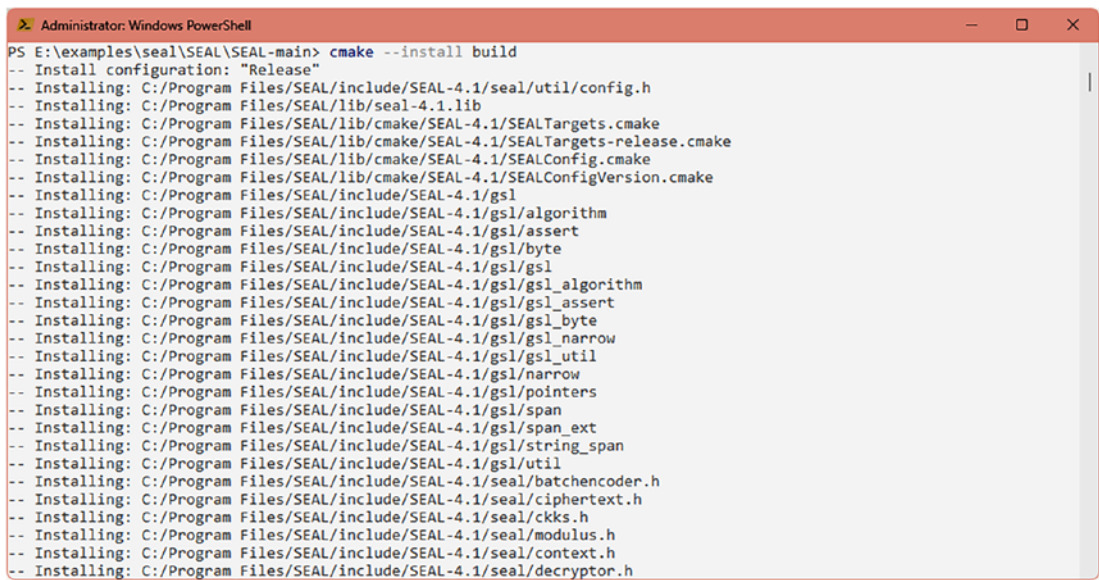 Administrator: Windows PowerShell
PS E:\examples\seal\SEAL\SEAL-main> cmake --install build
-- Install configuration: "Release"
-- Installing: C:/Program Files/SEAL/include/SEAL-4.1/seal/util/config.h
-- Installing: C:/Program Files/SEAL/lib/seal-4.1.lib
-- Installing: C:/Program Files/SEAL/lib/cmake/SEAL-4.1/SEALTargets.cmake
-- Installing: C:/Program Files/SEAL/lib/cmake/SEAL-4.1/SEALTargets-release.cmake
-- Installing: C:/Program Files/SEAL/lib/cmake/SEAL-4.1/SEALConfig.cmake
-- Installing: C:/Program Files/SEAL/lib/cmake/SEAL-4.1/SEALConfigVersion.cmake
-- Installing: C:/Program Files/SEAL/include/SEAL-4.1/gsl
-- Installing: C:/Program Files/SEAL/include/SEAL-4.1/gsl/algorithm
-- Installing: C:/Program Files/SEAL/include/SEAL-4.1/gsl/assert
-- Installing: C:/Program Files/SEAL/include/SEAL-4.1/gsl/byte
-- Installing: C:/Program Files/SEAL/include/SEAL-4.1/gsl/gsl
-- Installing: C:/Program Files/SEAL/include/SEAL-4.1/gsl/gsl_algorithm
-- Installing: C:/Program Files/SEAL/include/SEAL-4.1/gsl/gsl_assert
-- Installing: C:/Program Files/SEAL/include/SEAL-4.1/gsl/gsl_byte
-- Installing: C:/Program Files/SEAL/include/SEAL-4.1/gsl/gsl_narrow
-- Installing: C:/Program Files/SEAL/include/SEAL-4.1/gsl/gsl_util
-- Installing: C:/Program Files/SEAL/include/SEAL-4.1/gsl/narrow
-- Installing: C:/Program Files/SEAL/include/SEAL-4.1/gsl/pointers
-- Installing: C:/Program Files/SEAL/include/SEAL-4.1/gsl/span
-- Installing: C:/Program Files/SEAL/include/SEAL-4.1/gsl/span_ext
-- Installing: C:/Program Files/SEAL/include/SEAL-4.1/gsl/string_span
-- Installing: C:/Program Files/SEAL/include/SEAL-4.1/gsl/util
-- Installing: C:/Program Files/SEAL/include/SEAL-4.1/seal/batchencoder.h
-- Installing: C:/Program Files/SEAL/include/SEAL-4.1/seal/ciphertext.h
-- Installing: C:/Program Files/SEAL/include/SEAL-4.1/seal/ckks.h
-- Installing: C:/Program Files/SEAL/include/SEAL-4.1/seal/modulus.h
-- Installing: C:/Program Files/SEAL/include/SEAL-4.1/seal/context.h
-- Installing: C:/Program Files/SEAL/include/SEAL-4.1/seal/decryptor.h